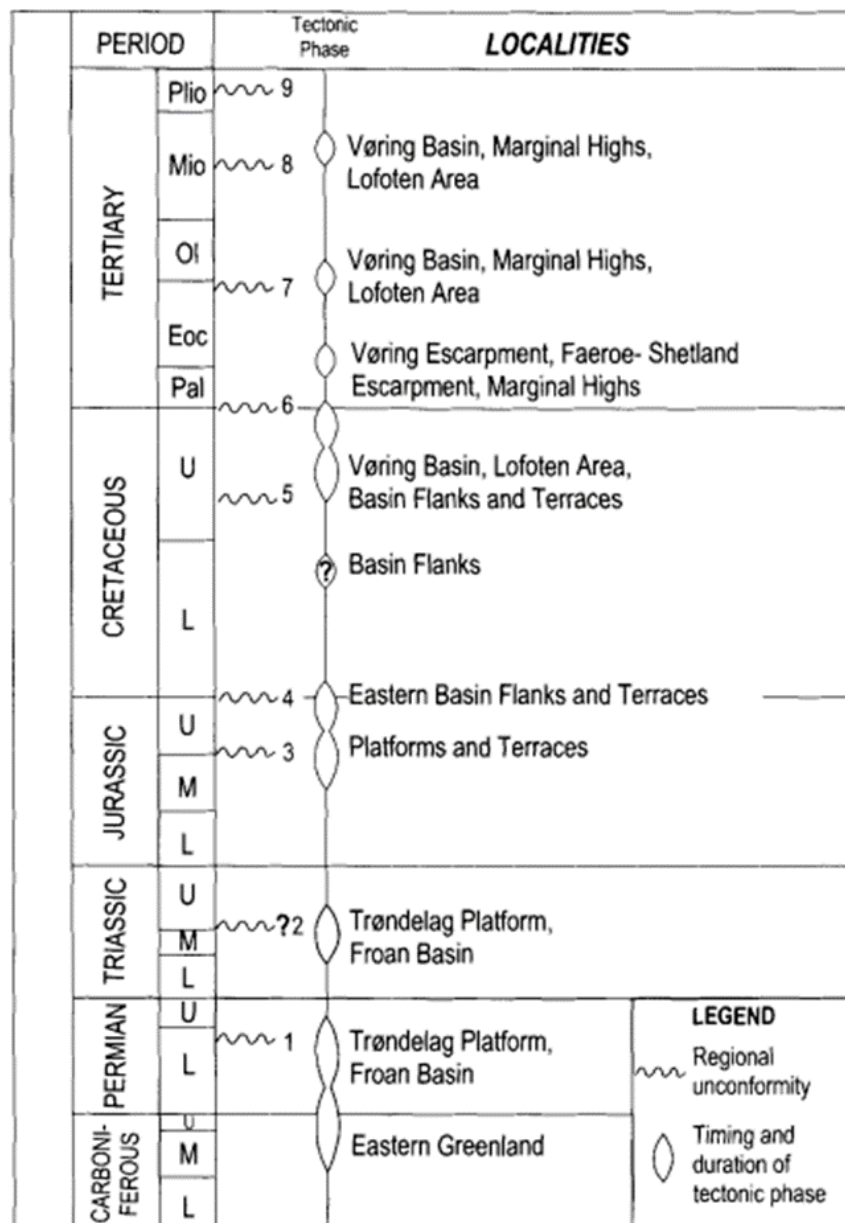 PERIOD
Tectonic
Phase
LOCALITIES
TERTIARY
Plio
9
Mio
8
Vøring Basin, Marginal Highs,
Lofoten Area
Ol
7
Vøring Basin, Marginal Highs,
Lofoten Area
Eoc
Vøring Escarpment, Faeroe- Shetland
Escarpment, Marginal Highs
Pal
6
CRETACEOUS
U
5
Vøring Basin, Lofoten Area,
Basin Flanks and Terraces
? Basin Flanks
L
4
Eastern Basin Flanks and Terraces
JURASSIC
U
3
Platforms and Terraces
M
L
TRIASSIC
U
?2
Trøndelag Platform,
Froan Basin
M
L
PERMIAN
U
1
Trøndelag Platform,
Froan Basin
L
CARBONI-
FEROUS
U
Eastern Greenland
M
L
LEGEND
Regional
unconformity
Timing and
duration of
tectonic phase